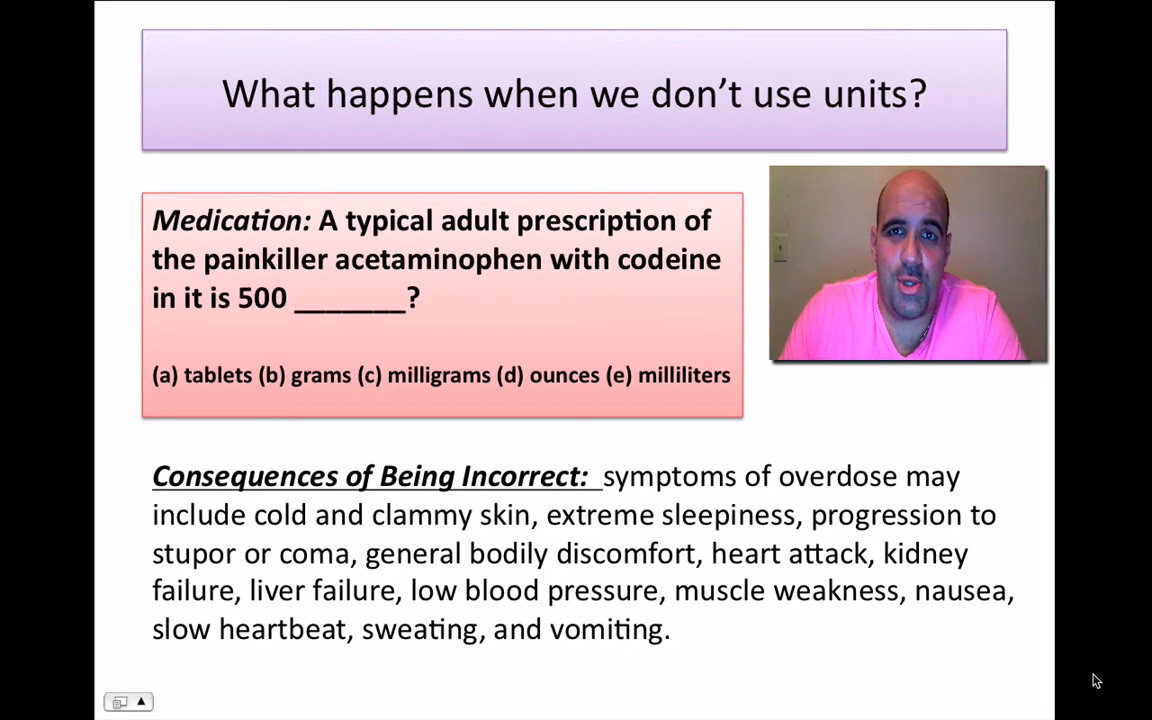 What happens when we don’t use units?
Medication: A typical adult prescription of
the painkiller acetaminophen with codeine
in it is 500 _______?
(a) tablets (b) grams (c) milligrams (d) ounces (e) milliliters
Consequences of Being Incorrect: symptoms of overdose may
include cold and clammy skin, extreme sleepiness, progression to
stupor or coma, general bodily discomfort, heart attack, kidney
failure, liver failure, low blood pressure, muscle weakness, nausea,
slow heartbeat, sweating, and vomiting.